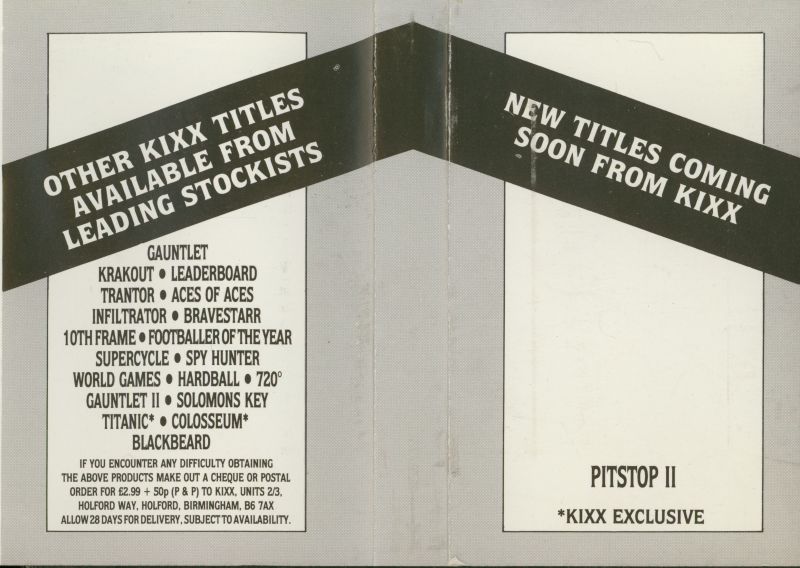 OTHER KIXX TITLES
AVAILABLE FROM
LEADING STOCKISTS
GAUNTLET
KRAKOUT • LEADERBOARD
TRANTOR • ACES OF ACES
INFILTRATOR • BRAVESTARR
10TH FRAME • FOOTBALLER OF THE YEAR
SUPERCYCLE • SPY HUNTER
WORLD GAMES • HARDBALL • 720°
GAUNTLET II • SOLOMONS KEY
TITANIC* • COLOSSEUM*
BLACKBEARD
IF YOU ENCOUNTER ANY DIFFICULTY OBTAINING
THE ABOVE PRODUCTS MAKE OUT A CHEQUE OR POSTAL
ORDER FOR £2.99 + 50p (P & P) TO KIXX, UNITS 2/3,
HOLFORD WAY, HOLFORD, BIRMINGHAM, B6 7AX
ALLOW 28 DAYS FOR DELIVERY, SUBJECT TO AVAILABILITY.
NEW TITLES COMING
SOON FROM KIXX
PITSTOP II
*KIXX EXCLUSIVE